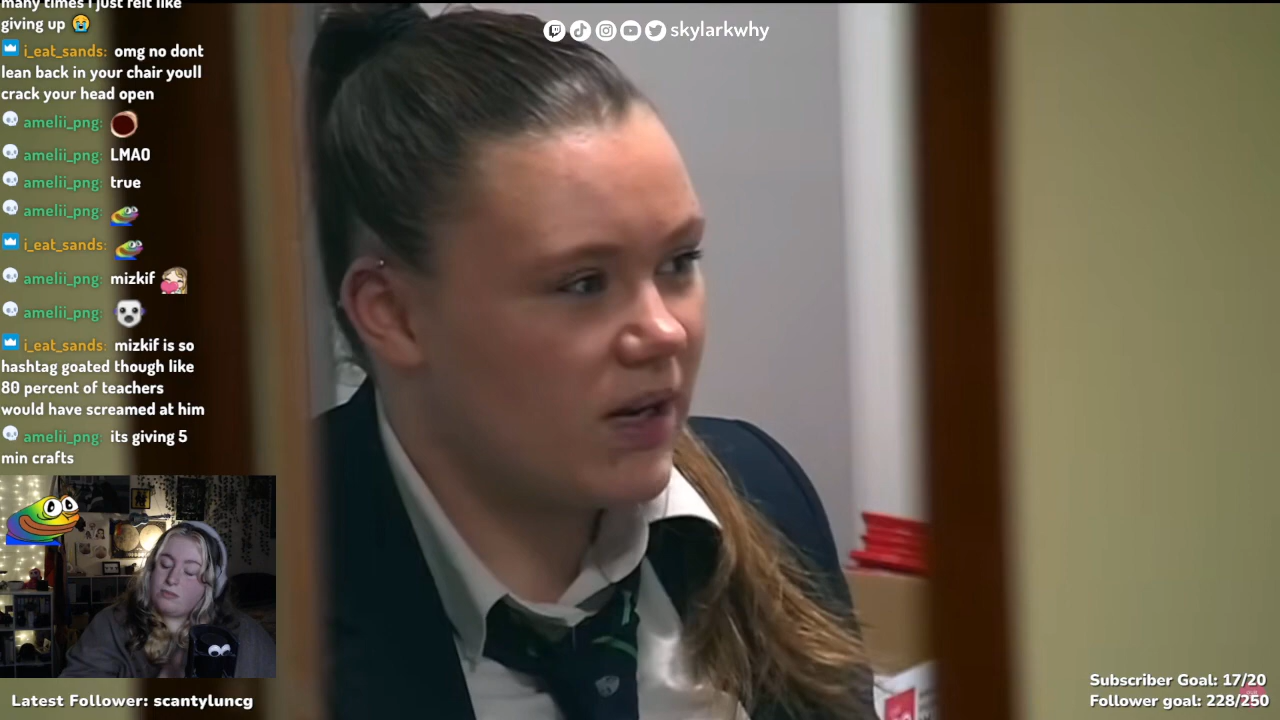 many times i just felt like
giving up
i_eat_sands: omg no dont
lean back in your chair youll
crack your head open
amelii_png:
amelii_png: LMAO
amelii_png: true
amelii_png:
i_eat_sands:
amelii_png: mizkif
amelii_png:
i_eat_sands: mizkif is so
hashtag goated though like
80 percent of teachers
would have screamed at him
amelii_png: its giving 5
min crafts
skylarkwhy
Latest Follower: scantyluncg
Subscriber Goal: 17/20
Follower goal: 228/250